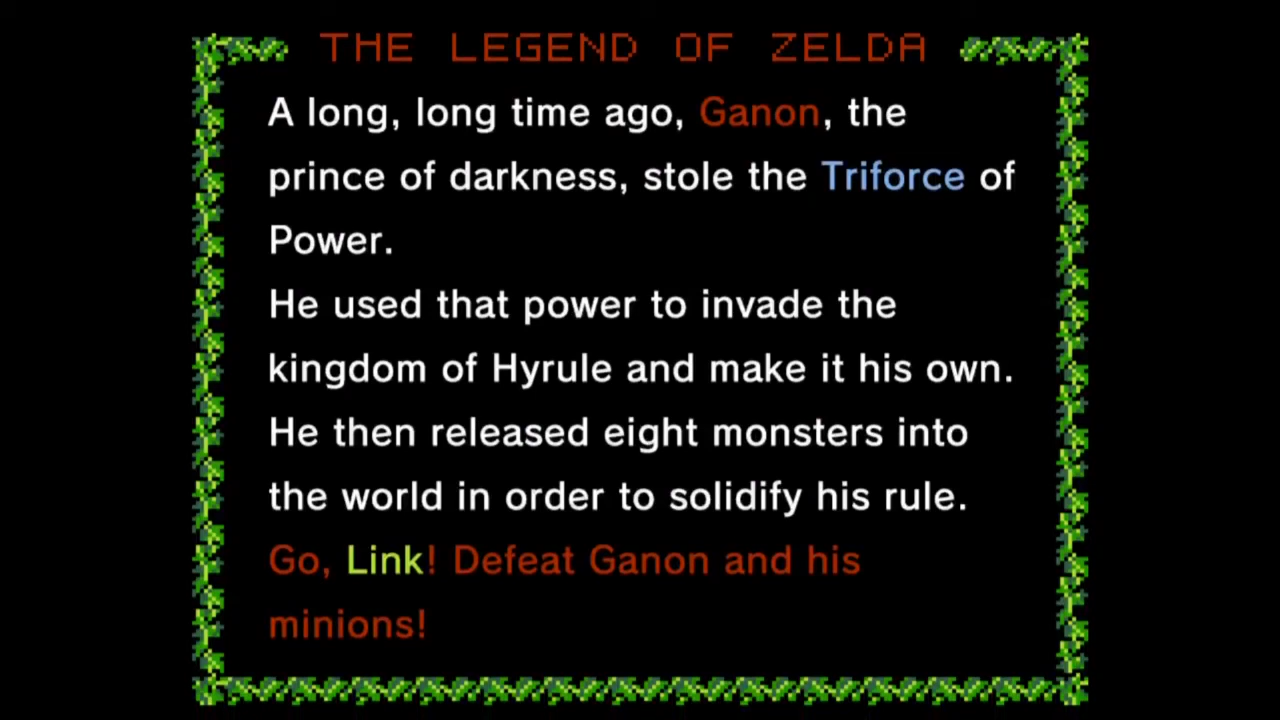 THE LEGEND OF ZELDA
A long, long time ago, Ganon, the
prince of darkness, stole the Triforce of
Power.
He used that power to invade the
kingdom of Hyrule and make it his own.
He then released eight monsters into
the world in order to solidify his rule.
Go, Link! Defeat Ganon and his
minions!